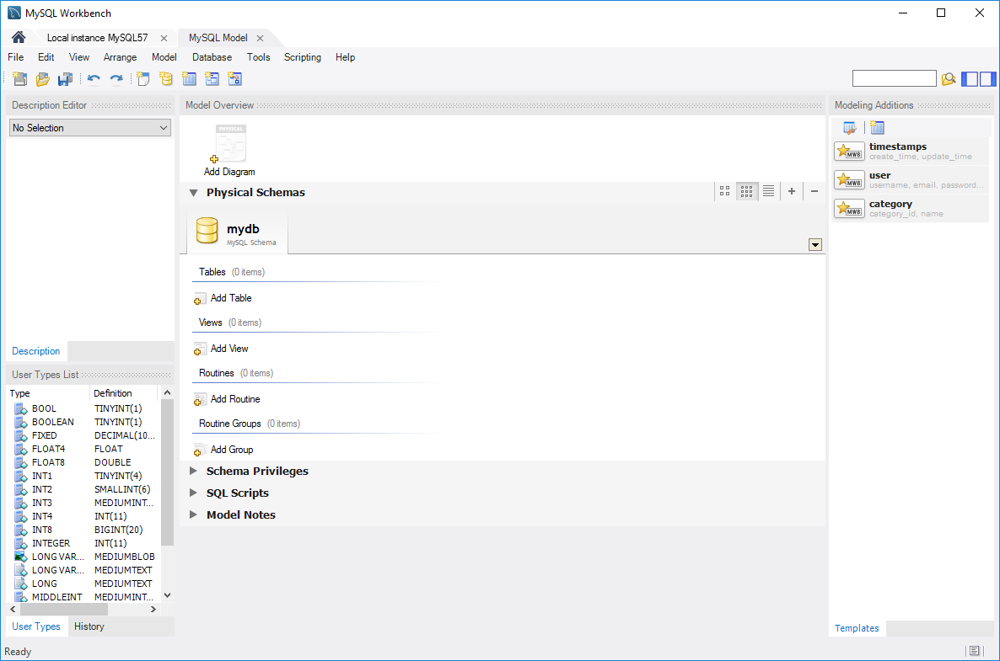 MySQL Workbench
Local instance MySQL57
MySQL Model
File Edit View Arrange Model Database Tools Scripting Help
Description Editor
No Selection
Description
User Types List
Type Definition
BOOL TINYINT(1)
BOOLEAN TINYINT(1)
FIXED DECIMAL(10...
FLOAT4 FLOAT
FLOAT8 DOUBLE
INT1 TINYINT(4)
INT2 SMALLINT(6)
INT3 MEDIUMINT...
INT4 INT(11)
INT8 BIGINT(20)
INTEGER INT(11)
LONG VAR... MEDIUMBLOB
LONG VAR... MEDIUMTEXT
LONG MEDIUMTEXT
MIDDLEINT MEDIUMINT...
User Types History
Model Overview
PHYSICAL
Add Diagram
Physical Schemas
mydb
MySQL Schema
Tables (0 items)
Add Table
Views (0 items)
Add View
Routines (0 items)
Add Routine
Routine Groups (0 items)
Add Group
Schema Privileges
SQL Scripts
Model Notes
Modeling Additions
MWB
timestamps
create_time, update_time
MWB
user
username, email, password...
MWB
category
category_id, name
Templates
Ready